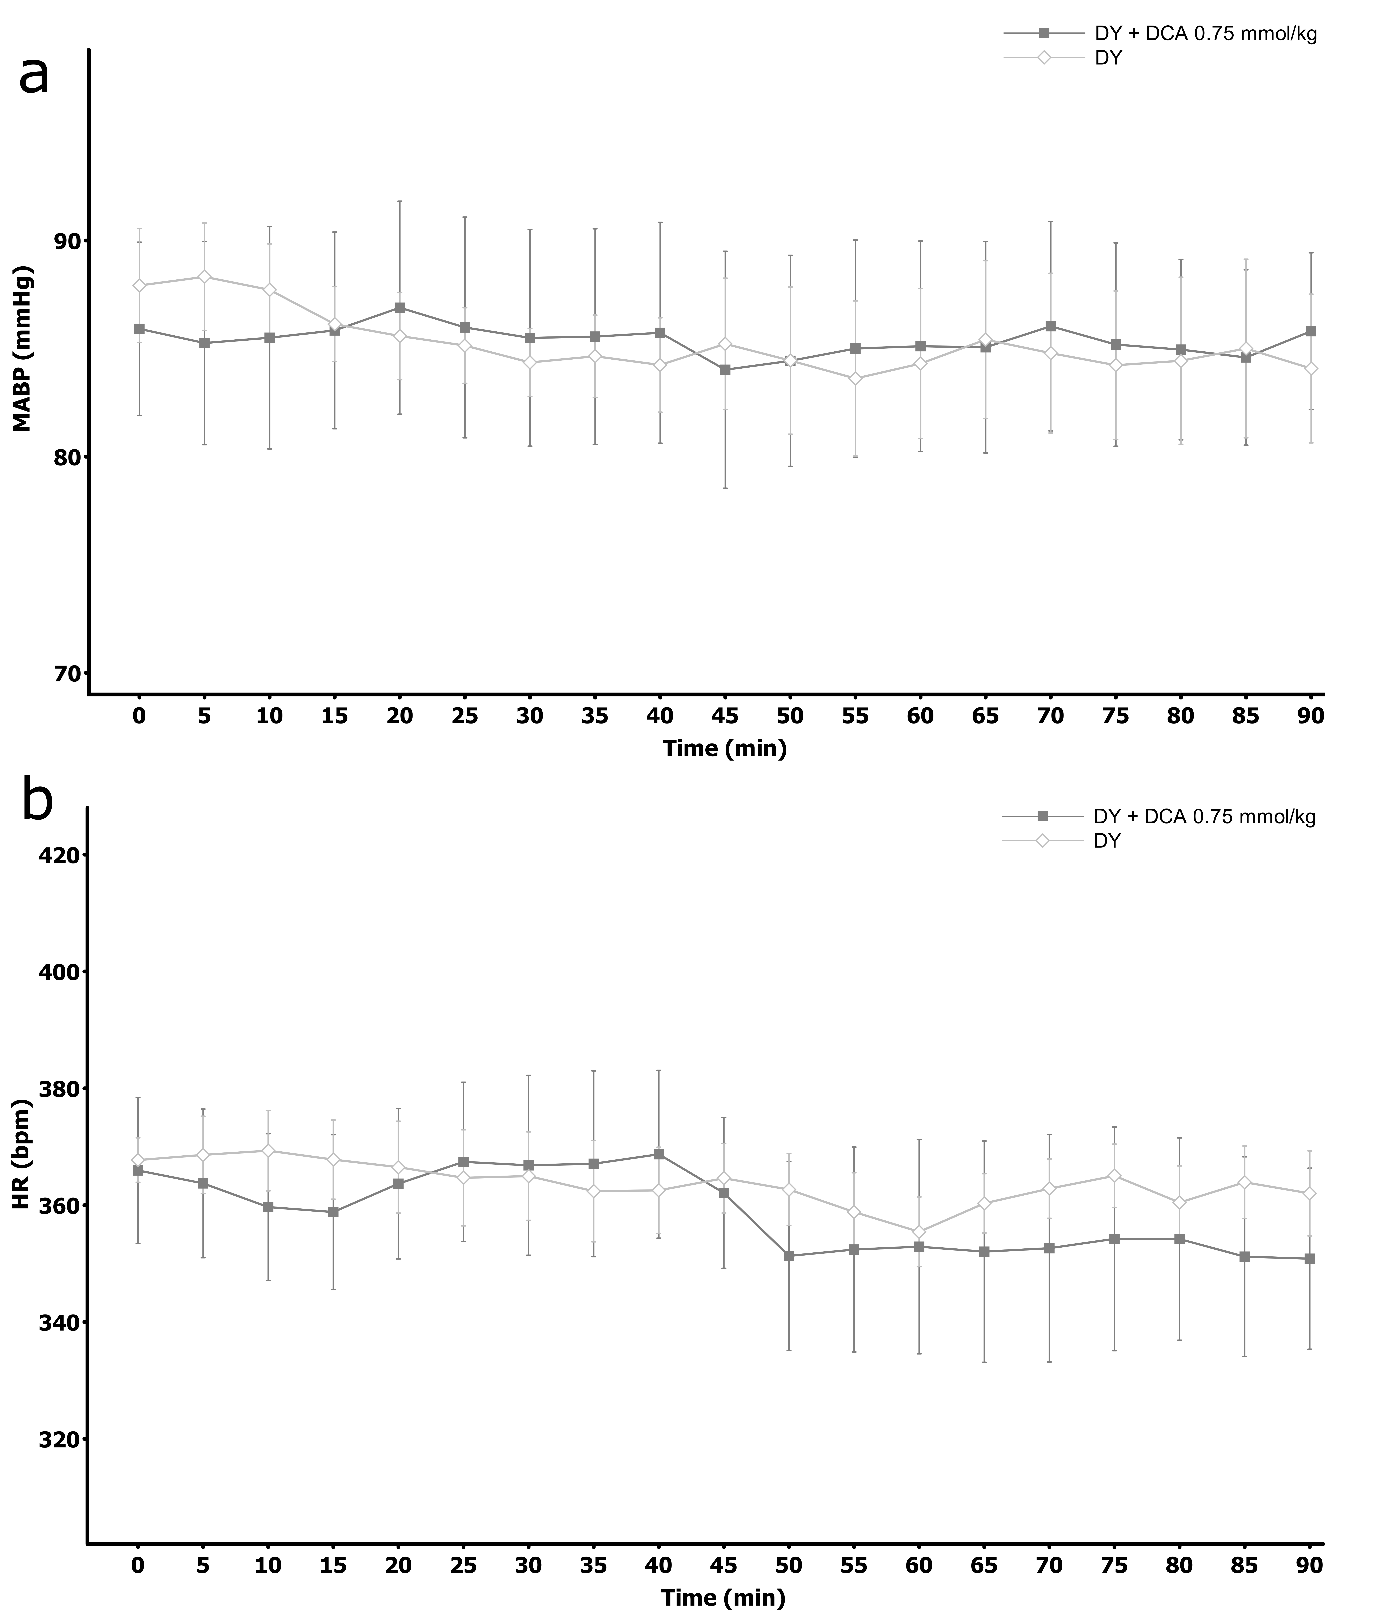 a
DY + DCA 0.75 mmol/kg
DY
MABP (mmHg)
90
80
70
0 5 10 15 20 25 30 35 40 45 50 55 60 65 70 75 80 85 90
Time (min)
b
DY + DCA 0.75 mmol/kg
DY
HR (bpm)
420
400
380
360
340
320
0 5 10 15 20 25 30 35 40 45 50 55 60 65 70 75 80 85 90
Time (min)